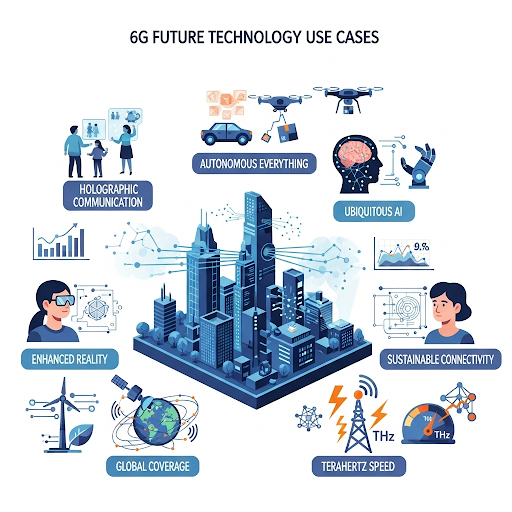 6G FUTURE TECHNOLOGY USE CASES
AUTONOMOUS EVERYTHING
HOLOGRAPHIC
COMMUNICATION
UBIQUITOUS AI
9.%
ENHANCED REALITY
SUSTAINABLE CONNECTIVITY
THz
THz
GLOBAL COVERAGE
TERAHERTZ SPEED